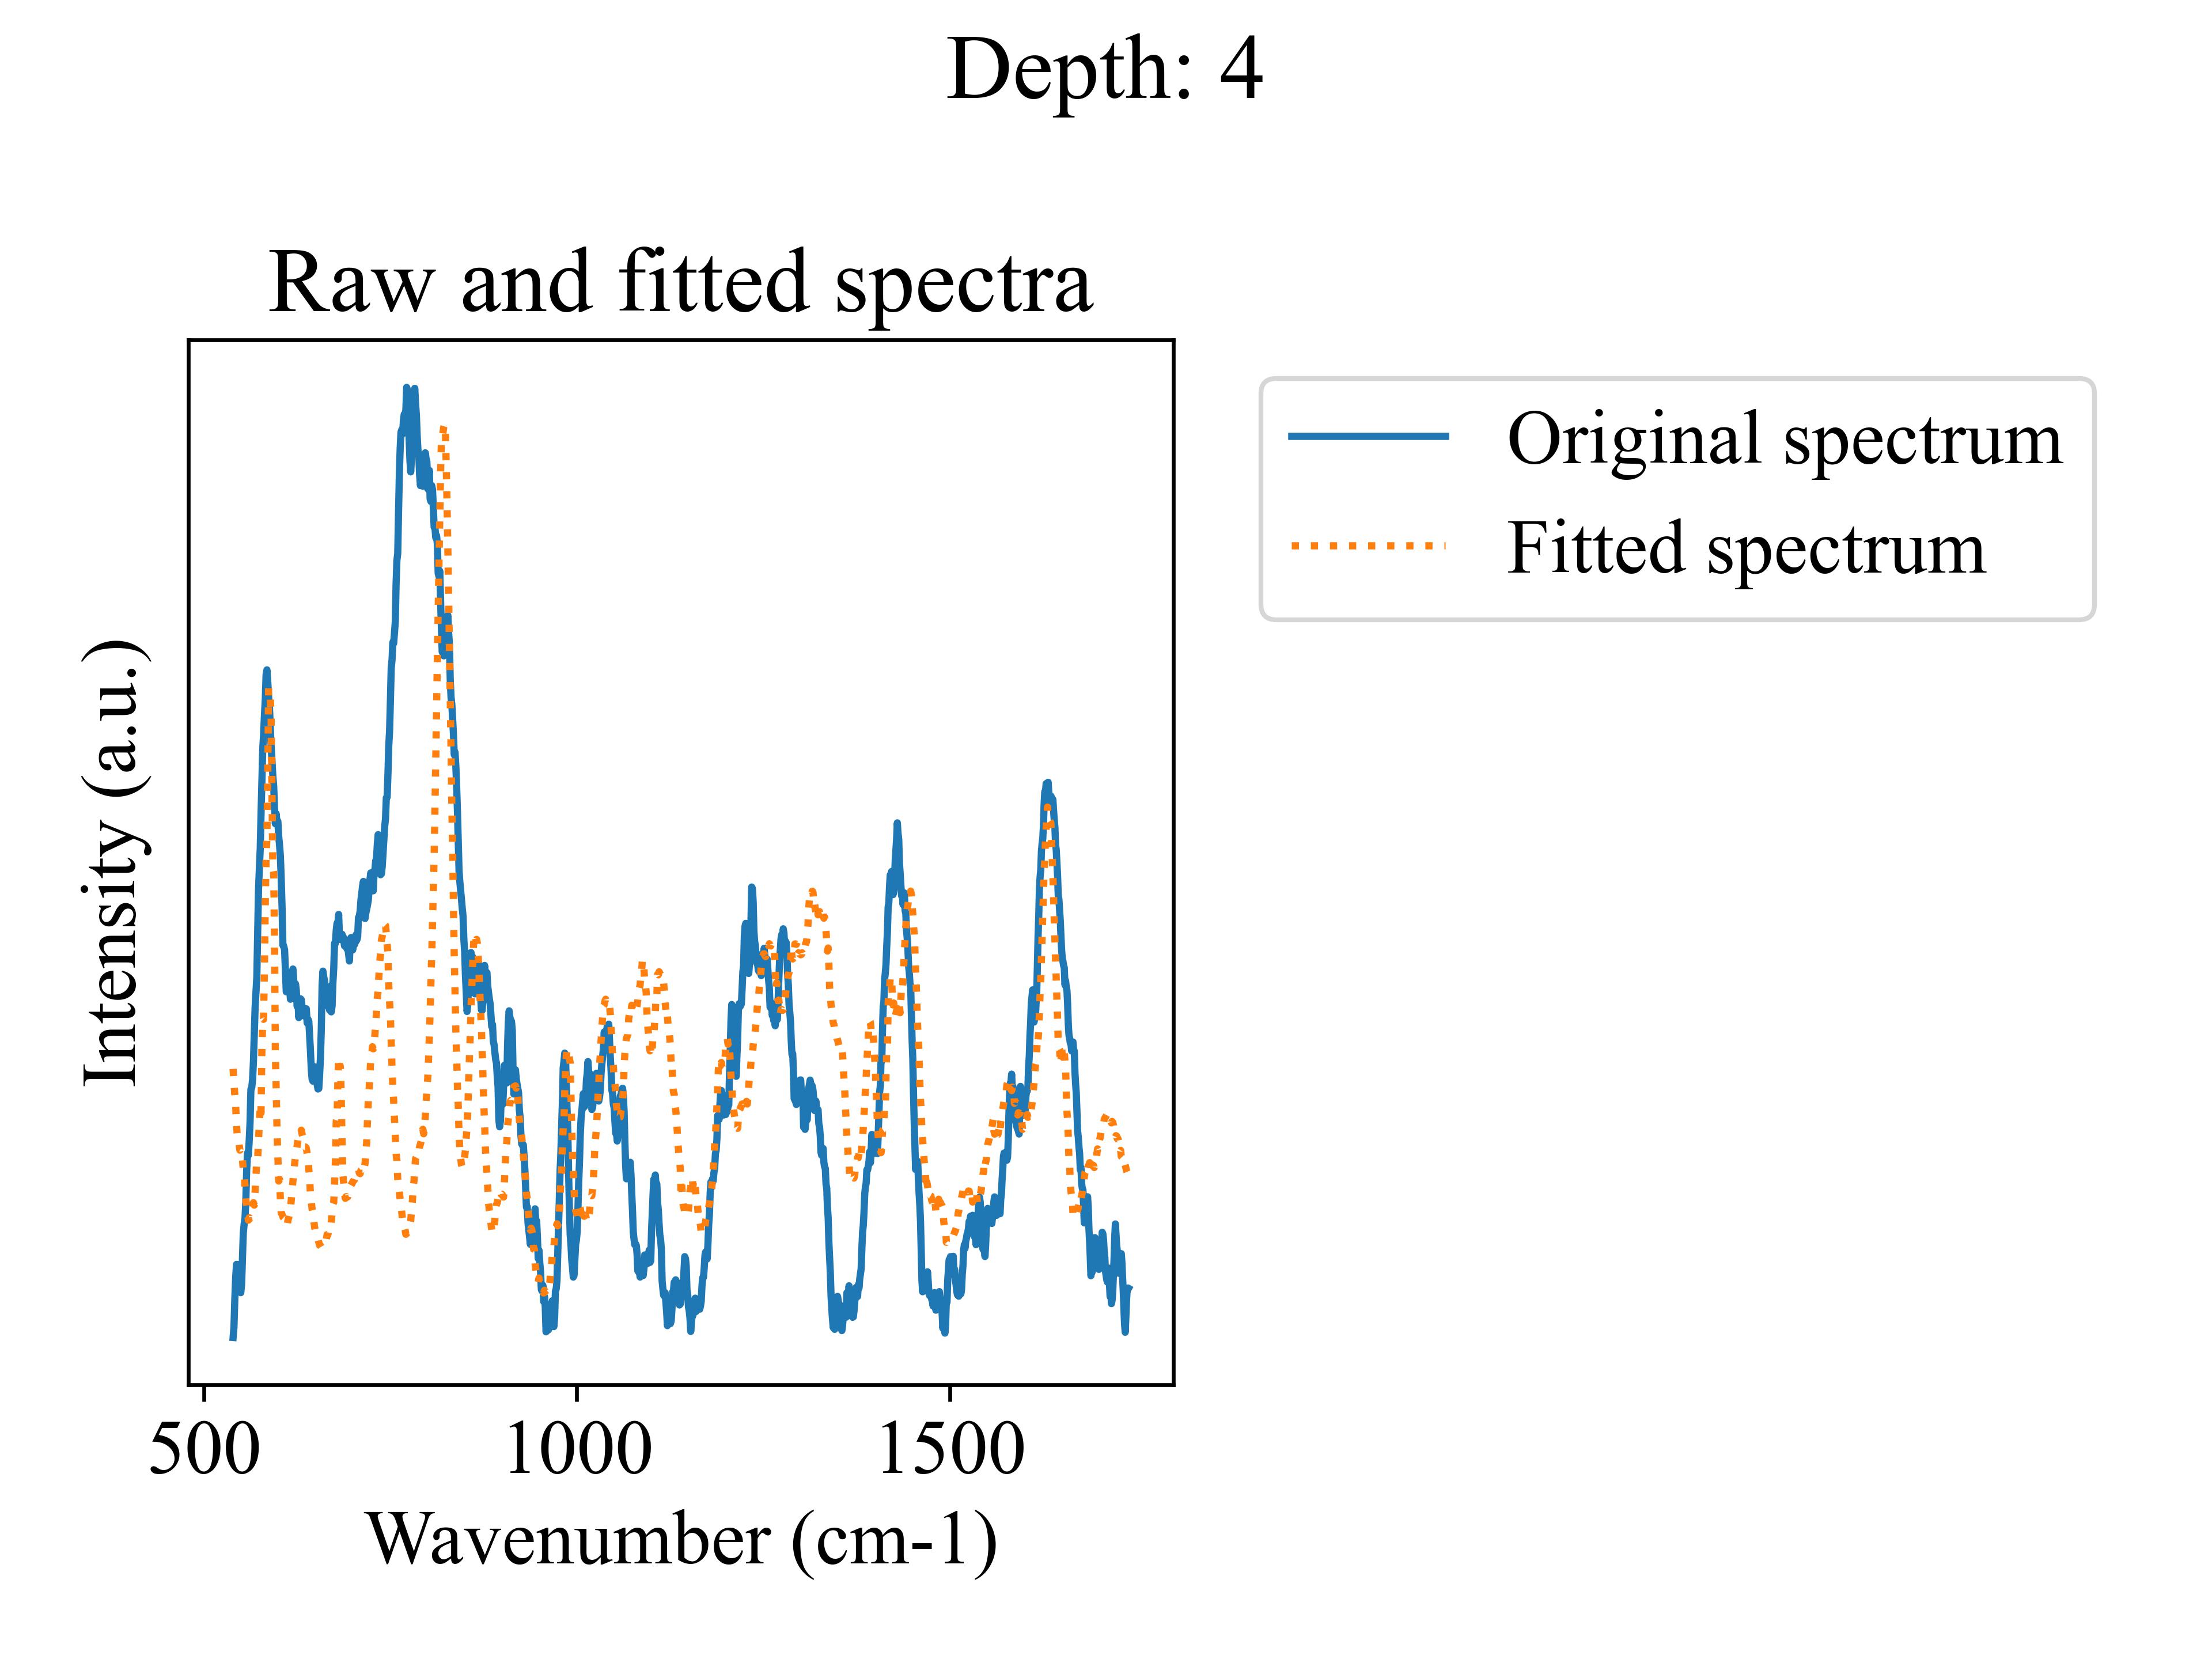 Depth: 4
Raw and fitted spectra
Original spectrum
Fitted spectrum
Intensity (a.u.)
500 1000 1500
Wavenumber (cm-1)